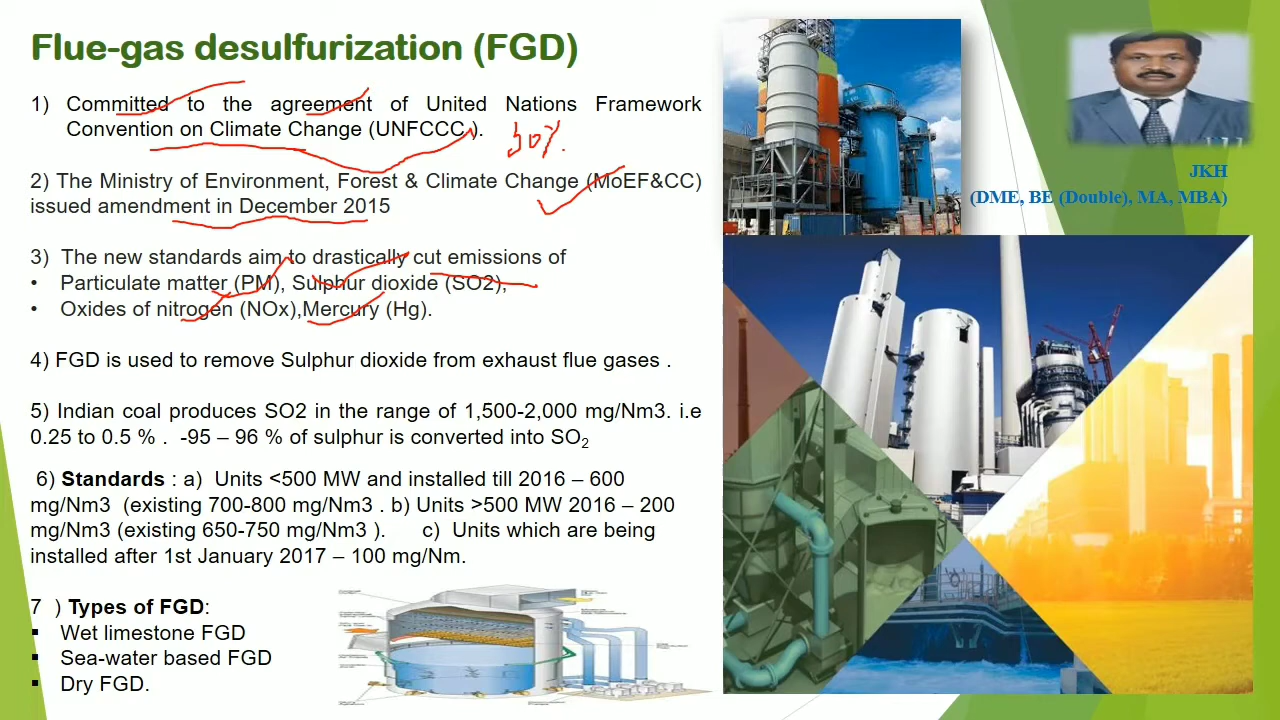 Flue-gas desulfurization (FGD)
1) Committed to the agreement of United Nations Framework
Convention on Climate Change (UNFCCC ).
30%.
2) The Ministry of Environment, Forest & Climate Change (MoEF&CC)
issued amendment in December 2015
3) The new standards aim to drastically cut emissions of
• Particulate matter (PM), Sulphur dioxide (SO2),
• Oxides of nitrogen (NOx),Mercury (Hg).
4) FGD is used to remove Sulphur dioxide from exhaust flue gases .
5) Indian coal produces SO2 in the range of 1,500-2,000 mg/Nm3. i.e
0.25 to 0.5 % . -95 – 96 % of sulphur is converted into SO₂
6) Standards : a) Units <500 MW and installed till 2016 – 600
mg/Nm3 (existing 700-800 mg/Nm3 . b) Units >500 MW 2016 – 200
mg/Nm3 (existing 650-750 mg/Nm3 ). c) Units which are being
installed after 1st January 2017 – 100 mg/Nm.
7 ) Types of FGD:
▪ Wet limestone FGD
▪ Sea-water based FGD
▪ Dry FGD.
JKH
(DME, BE (Double), MA, MBA)